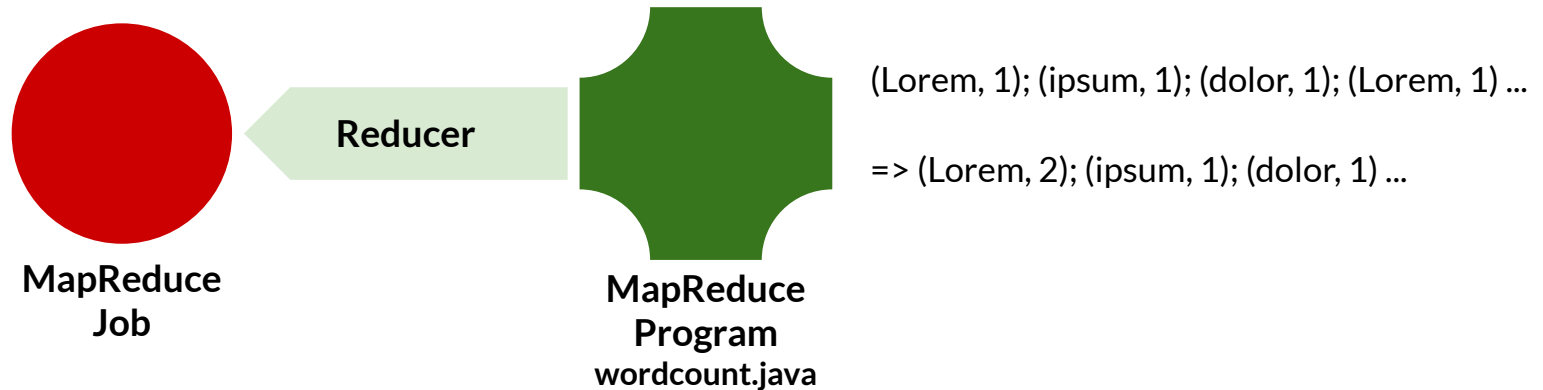 Reducer
MapReduce
Job
MapReduce
Program
wordcount.java
(Lorem, 1); (ipsum, 1); (dolor, 1); (Lorem, 1) ...
=> (Lorem, 2); (ipsum, 1); (dolor, 1) ...